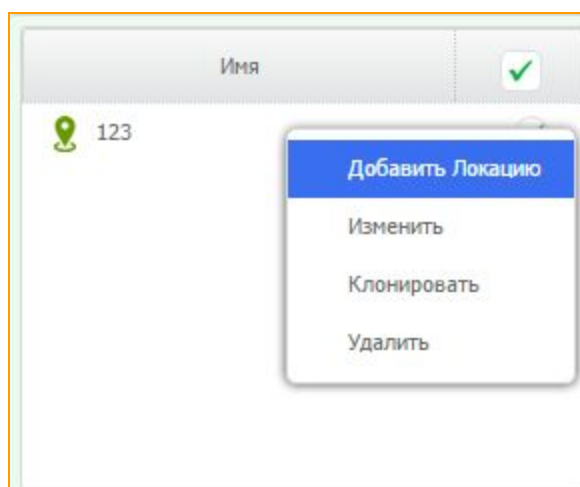 Имя
123
Добавить Локацию
Изменить
Клонировать
Удалить